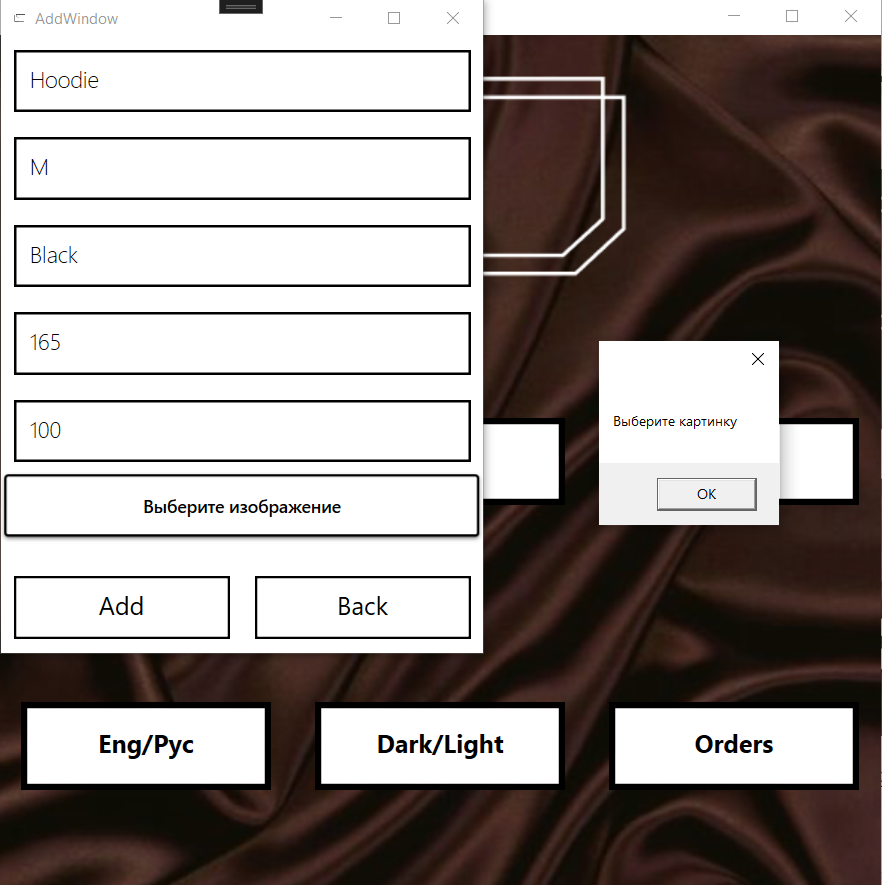 AddWindow
Hoodie
M
Black
165
100
Выберите изображение
Add
Back
Выберите картинку
OK
Eng/Рус
Dark/Light
Orders